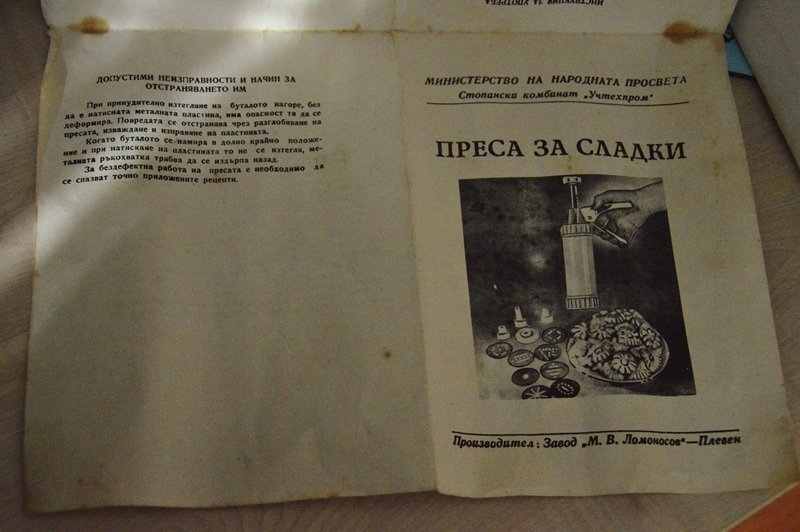 ИНСТРУКЦИЯ ЗА УПОТРЕБА
ДОПУСТИМИ НЕИЗПРАВНОСТИ И НАЧИН ЗА
ОТСТРАНЯВАНЕТО ИМ
При принудително изтегляне на буталото нагоре, без
да е натисната металната пластина, има опасност тя да се
деформира. Повредата се отстранява чрез разглобяване на
пресата, изваждане и изправяне на пластината.
Когато буталото се намира в долно крайно положе-
ние и при натискане на пластината то не се изтегля, ме-
талната ръкохватка трябва да се издърпа назад.
За бездефектна работа на пресата е необходимо да
се спазват точно приложените рецепти.
МИНИСТЕРСТВО НА НАРОДНАТА ПРОСВЕТА
Стопански комбинат „Учтехпром“
ПРЕСА ЗА СЛАДКИ
Производител: Завод „М. В. Ломоносов“—Плевен